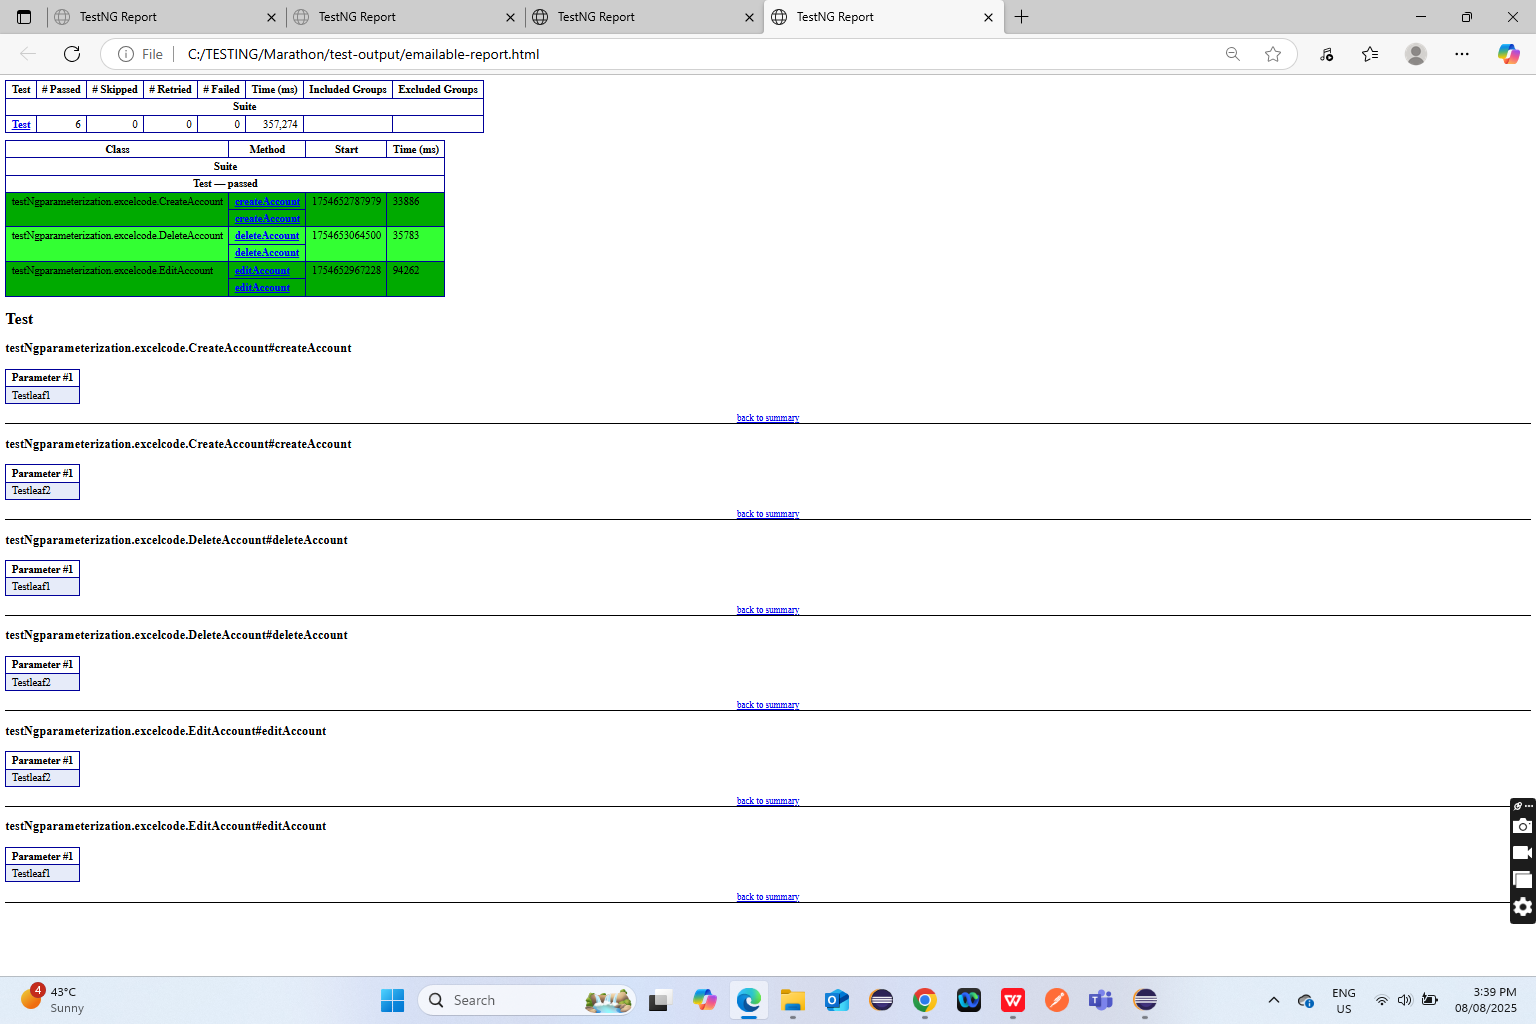 TestNG Report TestNG Report TestNG Report TestNG Report
File C:/TESTING/Marathon/test-output/emailable-report.html
Test # Passed # Skipped # Retried # Failed Time (ms) Included Groups Excluded Groups
Suite
Test 6 0 0 0 357,274
Class Method Start Time (ms)
Suite
Test — passed
testNgparameterization.excelcode.CreateAccount createAccount 1754652787979 33886
createAccount
testNgparameterization.excelcode.DeleteAccount deleteAccount 1754653064500 35783
deleteAccount
testNgparameterization.excelcode.EditAccount editAccount 1754652967228 94262
editAccount
Test
testNgparameterization.excelcode.CreateAccount#createAccount
Parameter #1
Testleaf1
back to summary
testNgparameterization.excelcode.CreateAccount#createAccount
Parameter #1
Testleaf2
back to summary
testNgparameterization.excelcode.DeleteAccount#deleteAccount
Parameter #1
Testleaf1
back to summary
testNgparameterization.excelcode.DeleteAccount#deleteAccount
Parameter #1
Testleaf2
back to summary
testNgparameterization.excelcode.EditAccount#editAccount
Parameter #1
Testleaf2
back to summary
testNgparameterization.excelcode.EditAccount#editAccount
Parameter #1
Testleaf1
back to summary
4 43°C
Sunny
Search
ENG
US
3:39 PM
08/08/2025